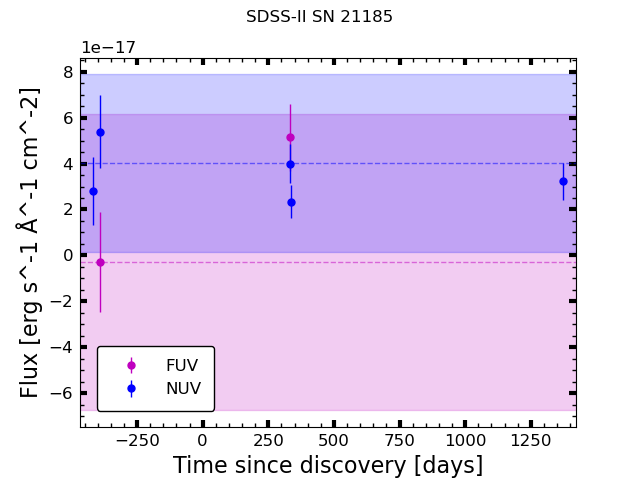 SDSS-II SN 21185
1e−17
8
6
4
2
0
−2
−4
−6
Flux [erg s^-1 Å^-1 cm^-2]
FUV
NUV
−250 0 250 500 750 1000 1250
Time since discovery [days]